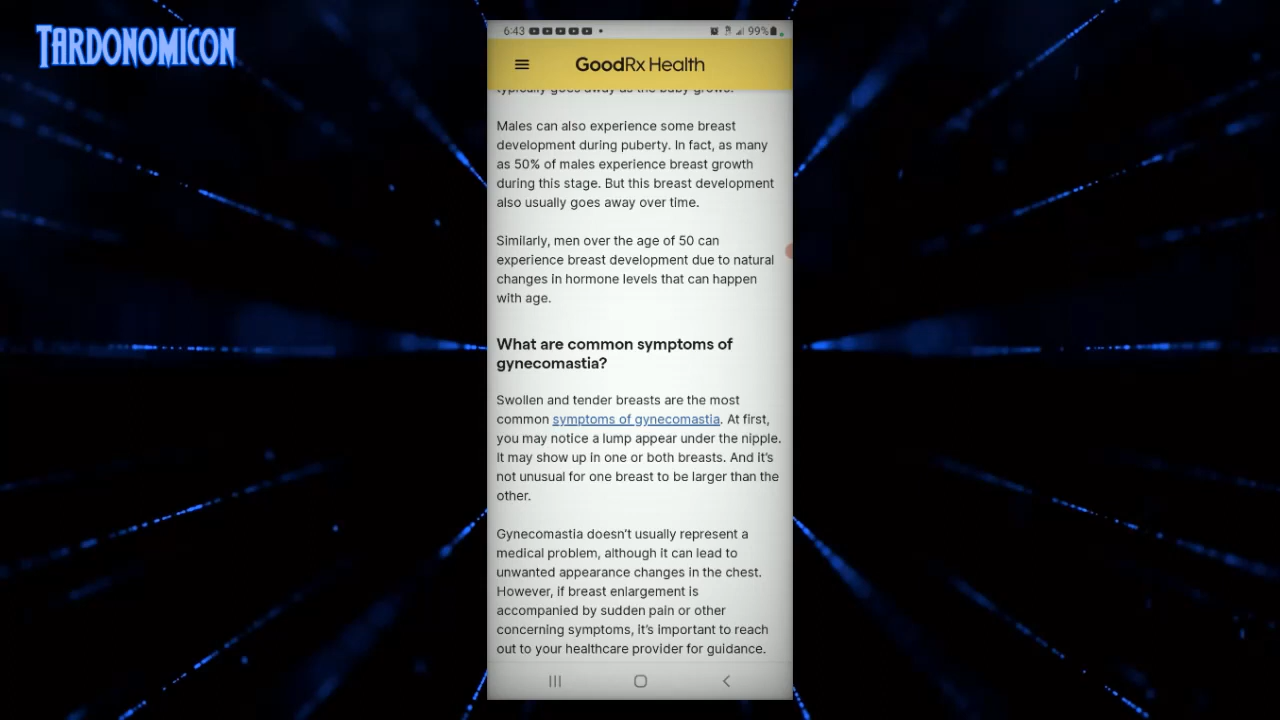 TARDONOMICON
6:43
99%
GoodRx Health
typically goes away as the baby grows.
Males can also experience some breast
development during puberty. In fact, as many
as 50% of males experience breast growth
during this stage. But this breast development
also usually goes away over time.
Similarly, men over the age of 50 can
experience breast development due to natural
changes in hormone levels that can happen
with age.
What are common symptoms of
gynecomastia?
Swollen and tender breasts are the most
common symptoms of gynecomastia. At first,
you may notice a lump appear under the nipple.
It may show up in one or both breasts. And it’s
not unusual for one breast to be larger than the
other.
Gynecomastia doesn’t usually represent a
medical problem, although it can lead to
unwanted appearance changes in the chest.
However, if breast enlargement is
accompanied by sudden pain or other
concerning symptoms, it’s important to reach
out to your healthcare provider for guidance.